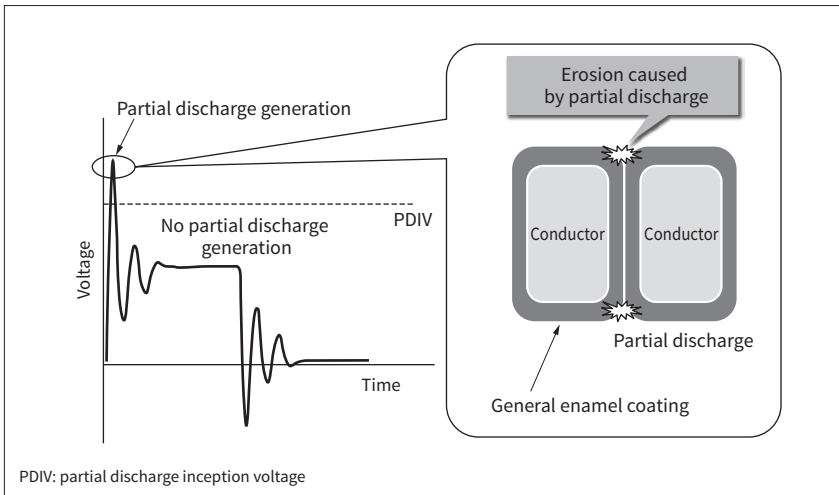 Partial discharge generation
PDIV
No partial discharge
generation
Voltage
Time
Erosion caused
by partial discharge
Conductor
Conductor
Partial discharge
General enamel coating
PDIV: partial discharge inception voltage